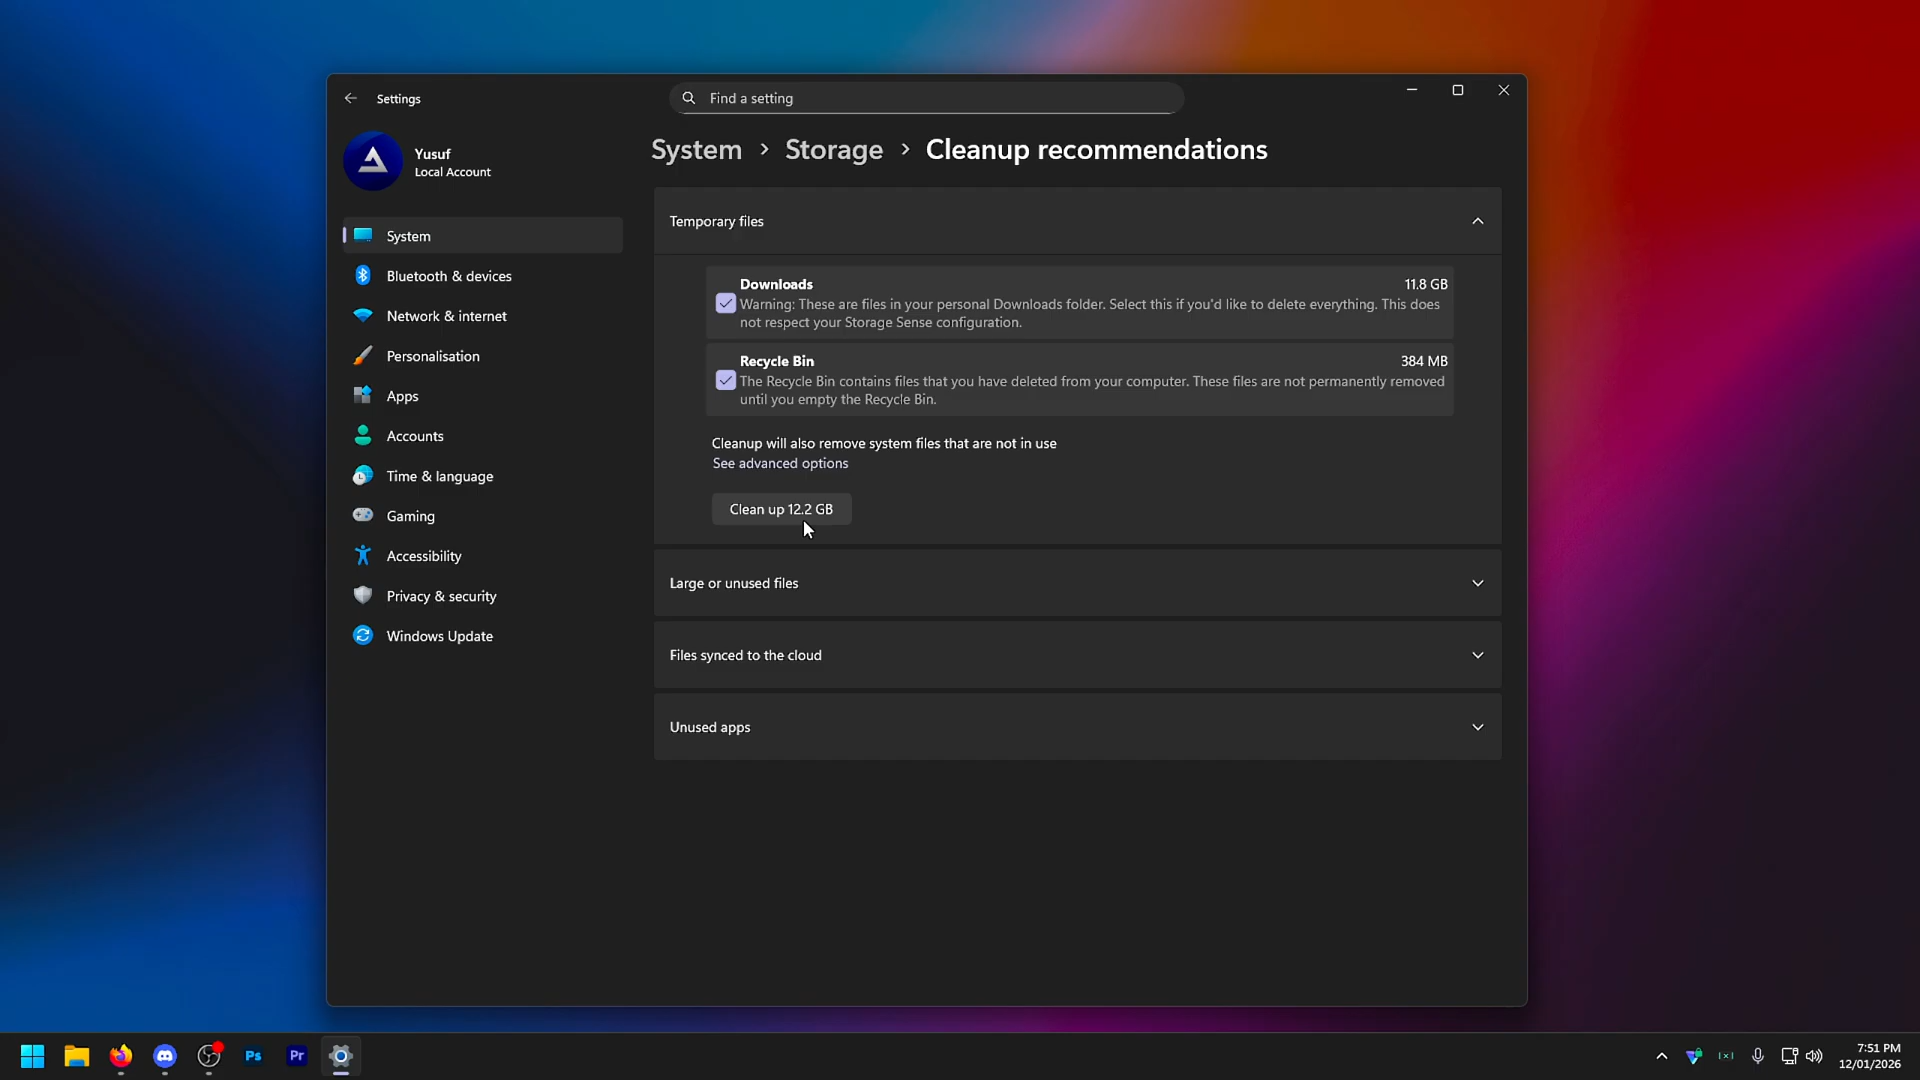 Settings
Find a setting
Yusuf
Local Account
System
Bluetooth & devices
Network & internet
Personalisation
Apps
Accounts
Time & language
Gaming
Accessibility
Privacy & security
Windows Update
System > Storage > Cleanup recommendations
Temporary files
Downloads 11.8 GB
Warning: These are files in your personal Downloads folder. Select this if you'd like to delete everything. This does
not respect your Storage Sense configuration.
Recycle Bin 384 MB
The Recycle Bin contains files that you have deleted from your computer. These files are not permanently removed
until you empty the Recycle Bin.
Cleanup will also remove system files that are not in use
See advanced options
Clean up 12.2 GB
Large or unused files
Files synced to the cloud
Unused apps
Ps
Pr
7:51 PM
12/01/2026